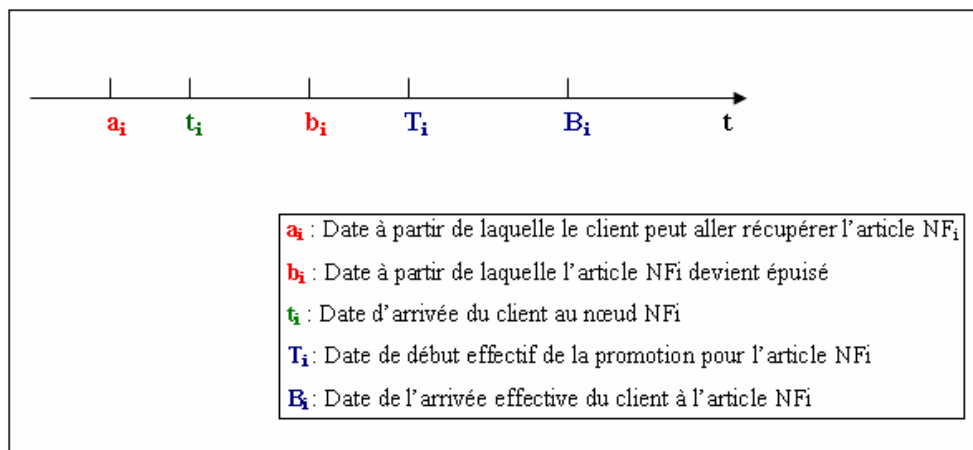 aᵢ tᵢ bᵢ Tᵢ Bᵢ t
aᵢ : Date à partir de laquelle le client peut aller récupérer l'article NFᵢ
bᵢ : Date à partir de laquelle l'article NFi devient épuisé
tᵢ : Date d'arrivée du client au nœud NFi
Tᵢ : Date de début effectif de la promotion pour l'article NFi
Bᵢ : Date de l'arrivée effective du client à l'article NFi